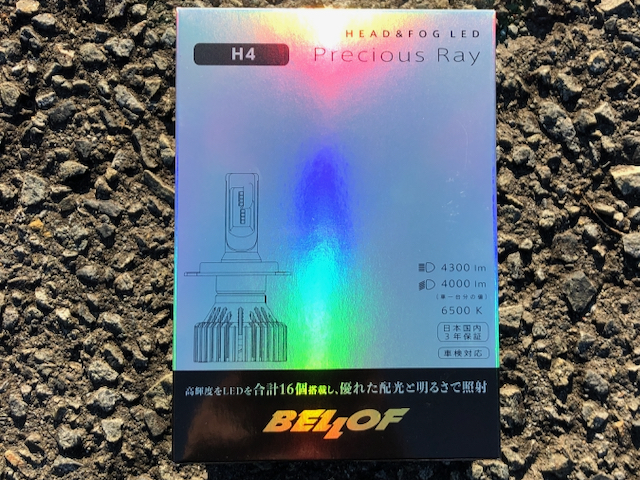 HEAD&FOG LED
H4
Precious Ray
4300 lm
4000 lm
(車一台分の値)
6500 K
日本国内
3年保証
車検対応
高輝度をLEDを合計16個搭載し、優れた配光と明るさで照射
BELLOF